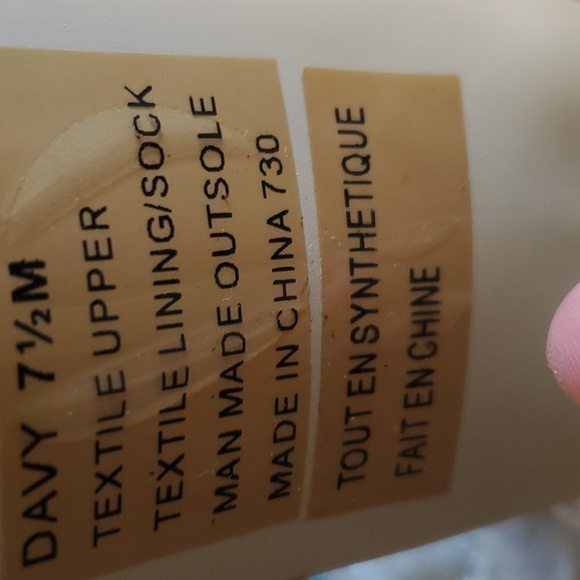 DAVY 7½M
TEXTILE UPPER
TEXTILE LINING/SOCK
MAN MADE OUTSOLE
MADE IN CHINA 730
TOUT EN SYNTHETIQUE
FAIT EN CHINE